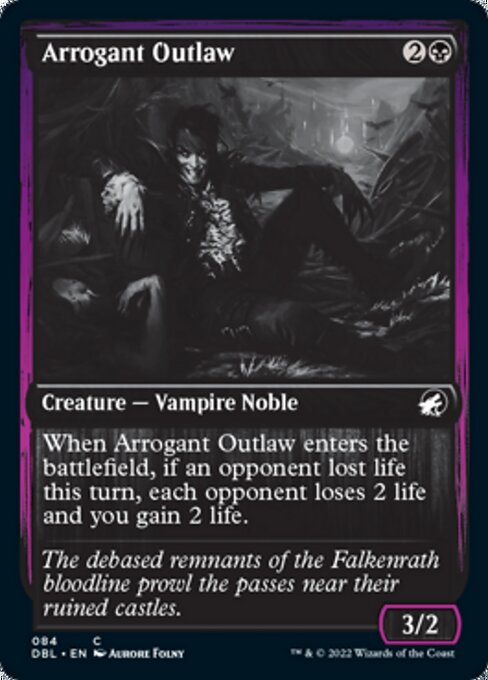 Arrogant Outlaw 2
Creature — Vampire Noble
When Arrogant Outlaw enters the
battlefield, if an opponent lost life
this turn, each opponent loses 2 life
and you gain 2 life.
The debased remnants of the Falkenrath
bloodline prowl the passes near their
ruined castles.
3/2
084 C
DBL • EN Aurore Folny
™ & © 2022 Wizards of the Coast